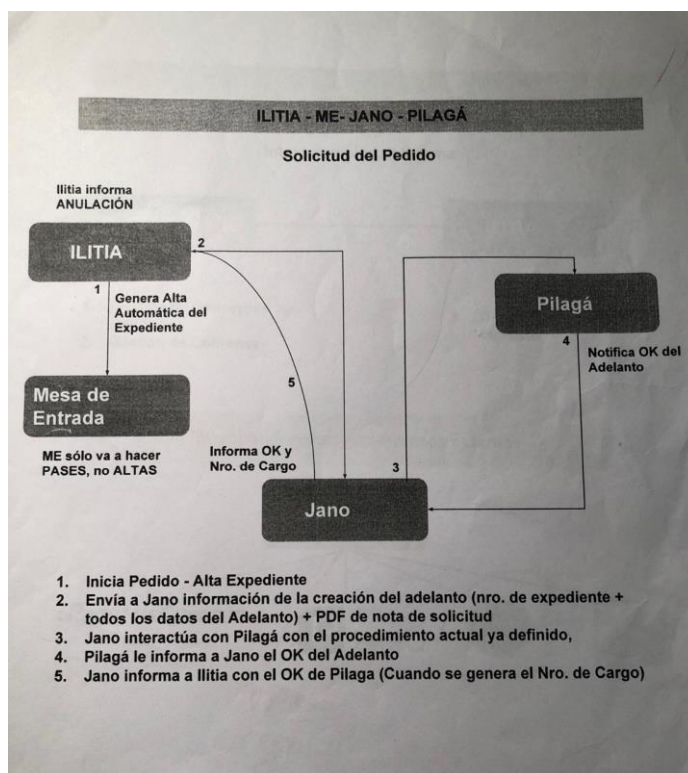 ILITIA - ME- JANO - PILAGÁ
Solicitud del Pedido
Ilitia informa
ANULACIÓN
ILITIA
2
1
Genera Alta
Automática del
Expediente
Pilagá
4
Notifica OK del
Adelanto
Mesa de
Entrada
5
ME sólo va a hacer
PASES, no ALTAS
Informa OK y
Nro. de Cargo
3
Jano
1. Inicia Pedido - Alta Expediente
2. Envía a Jano información de la creación del adelanto (nro. de expediente +
todos los datos del Adelanto) + PDF de nota de solicitud
3. Jano interactúa con Pilagá con el procedimiento actual ya definido,
4. Pilagá le informa a Jano el OK del Adelanto
5. Jano informa a Ilitia con el OK de Pilaga (Cuando se genera el Nro. de Cargo)